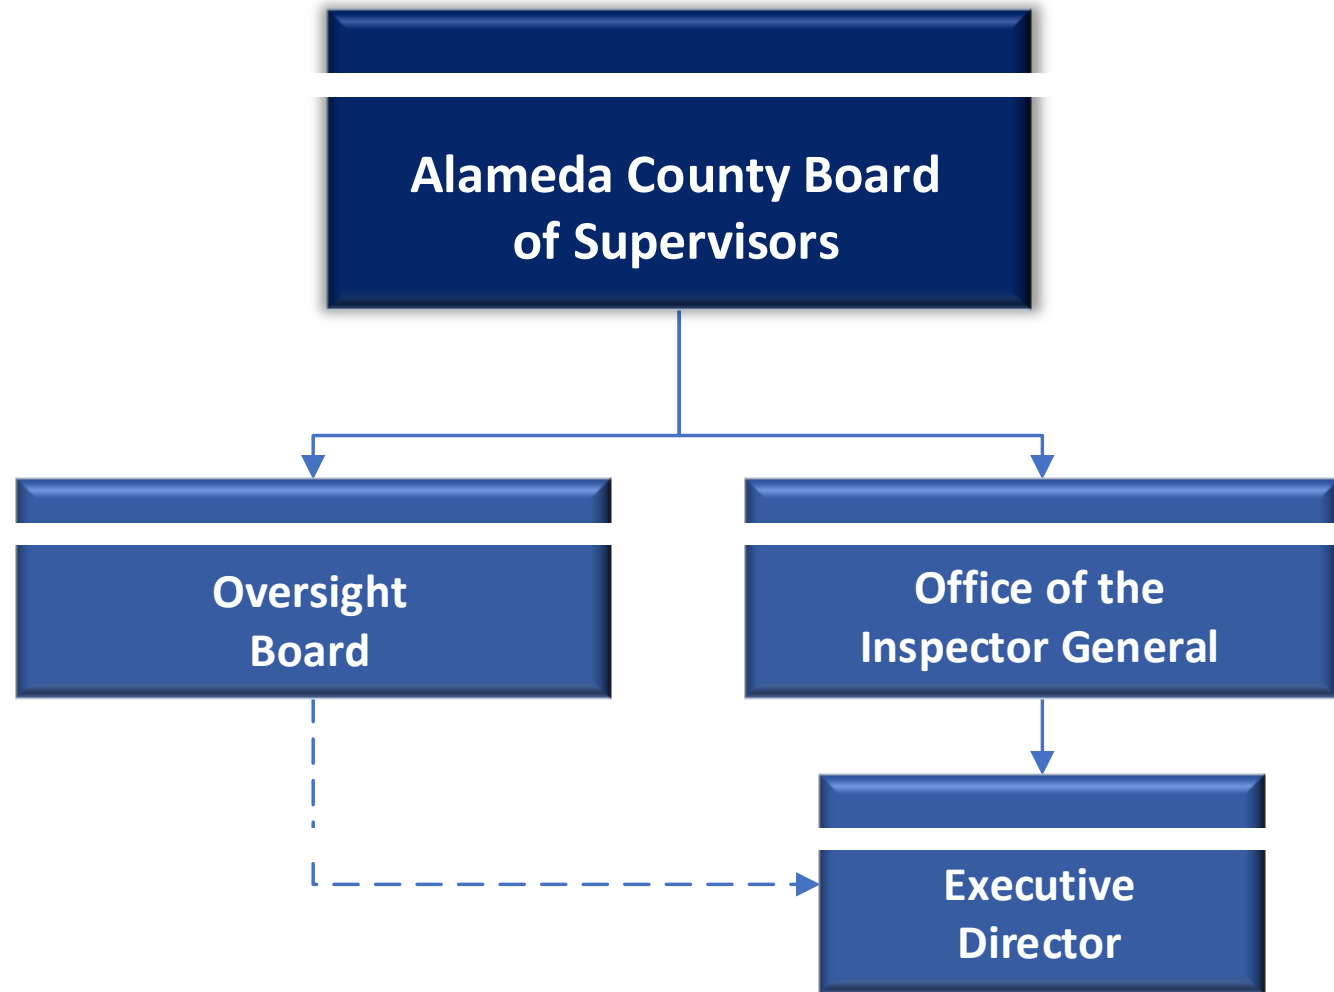 Alameda County Board
of Supervisors
Oversight
Board
Office of the
Inspector General
Executive
Director